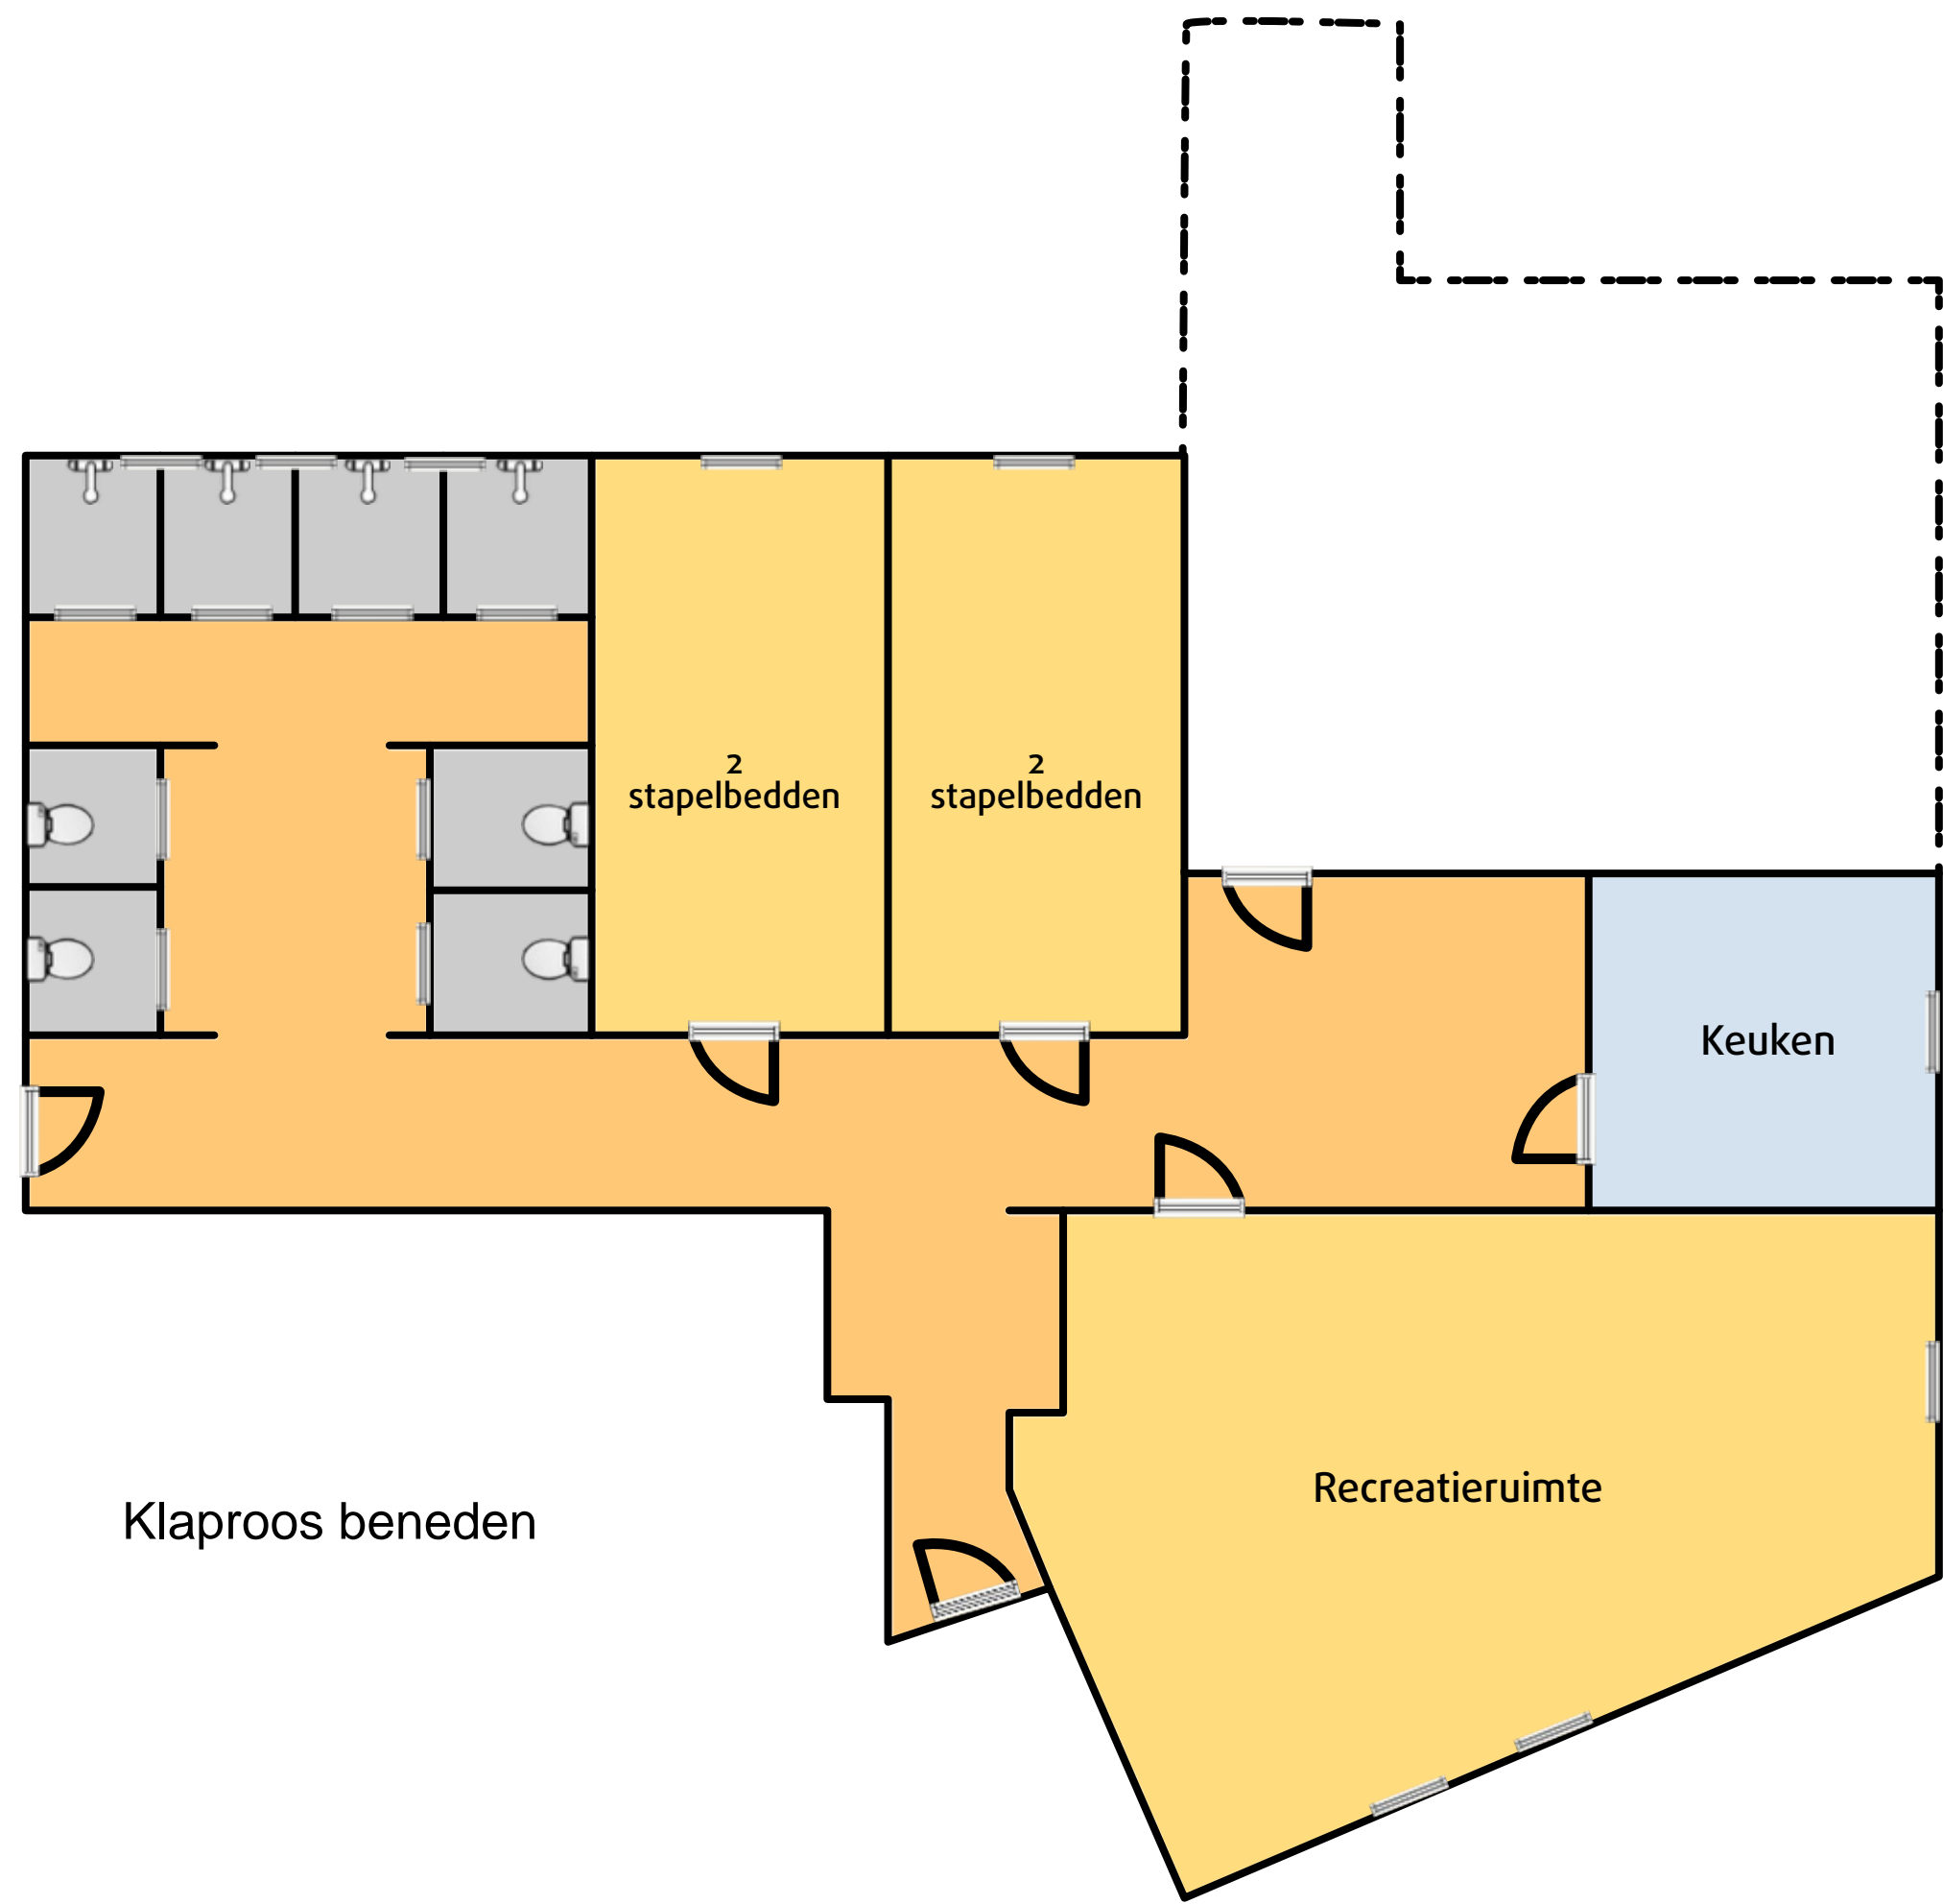 2
stapelbedden
2
stapelbedden
Keuken
Recreatieruimte
Klaproos beneden